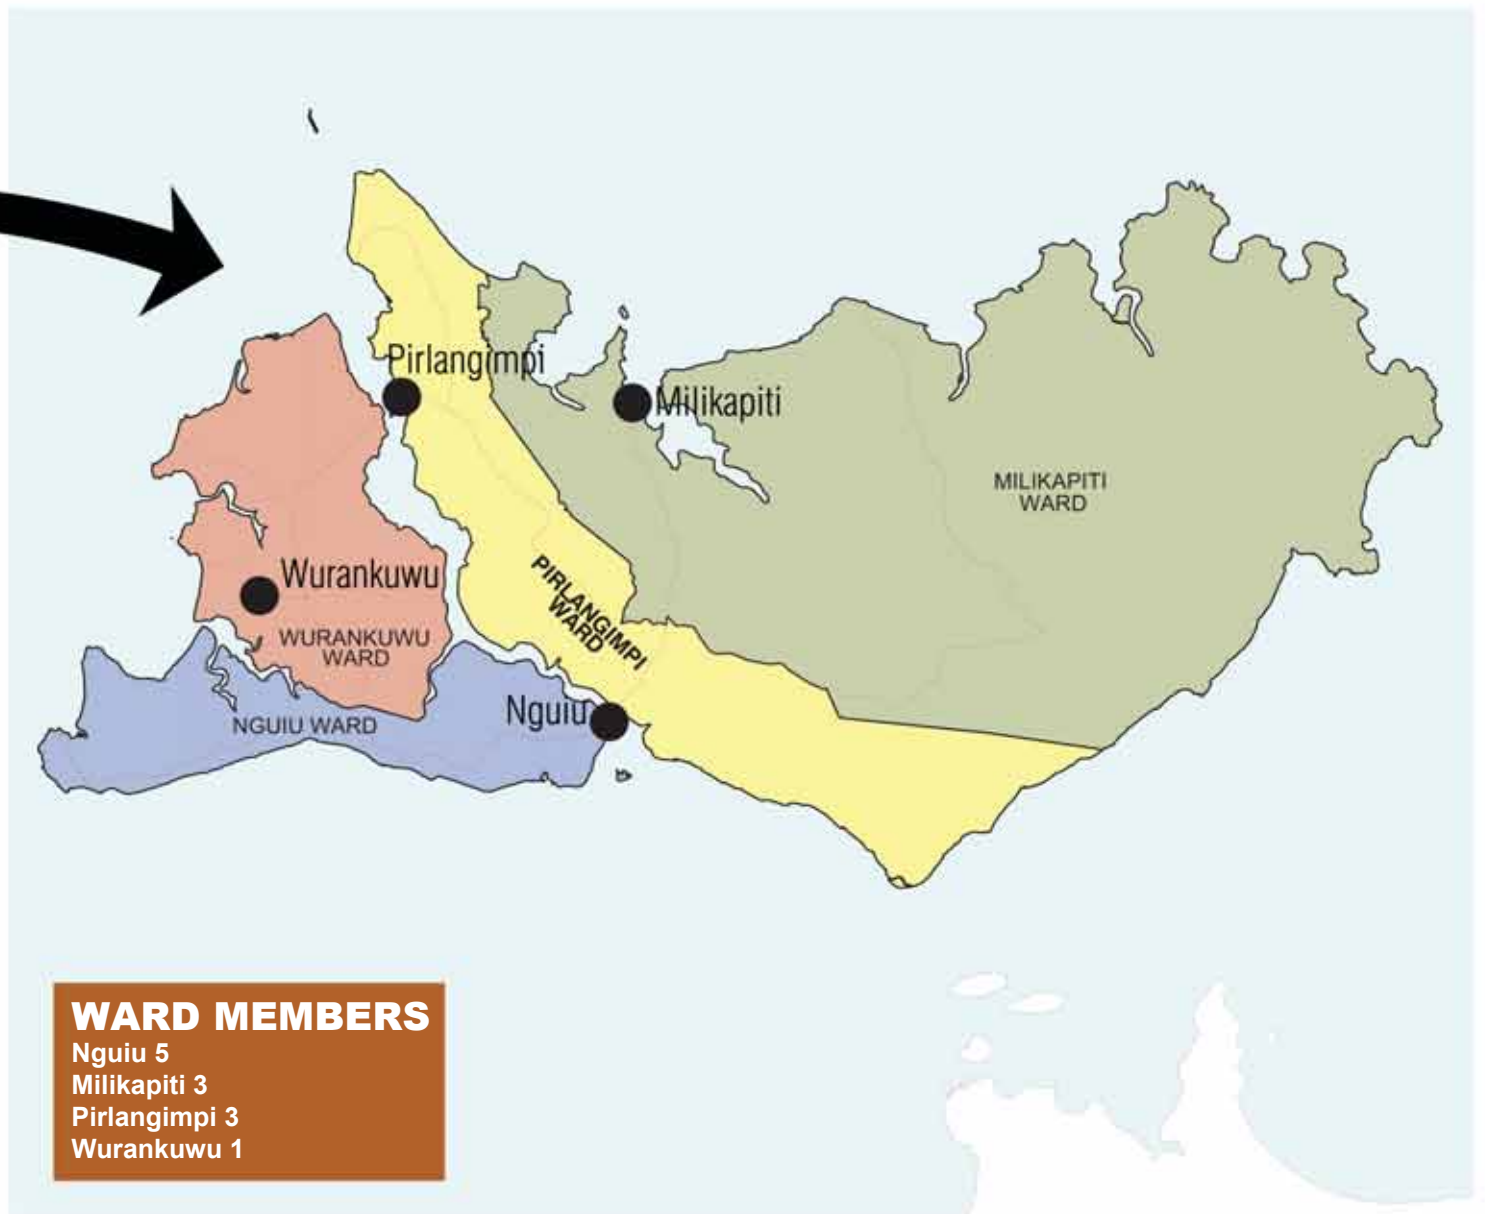 Pirlangimpi
Milikapiti
MILIKAPITI
WARD
Wurankuwu
PIRLANGIMPI
WARD
WURANKUWU
WARD
Nguiu
NGUIU WARD
WARD MEMBERS
Nguiu 5
Milikapiti 3
Pirlangimpi 3
Wurankuwu 1